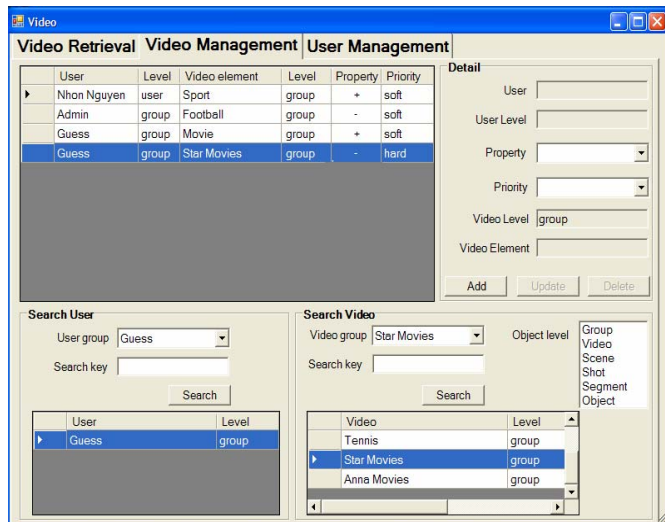 Video
Video Retrieval Video Management User Management
User Level Video element Level Property Priority
Nhon Nguyen user Sport group + soft
Admin group Football group - soft
Guess group Movie group + soft
Guess group Star Movies group - hard
Detail
User
User Level
Property
Priority
Video Level group
Video Element
Add Update Delete
Search User
User group Guess
Search key
Search
User Level
Guess group
Search Video
Video group Star Movies
Search key
Search
Object level
Group
Video
Scene
Shot
Segment
Object
Video Level
Tennis group
Star Movies group
Anna Movies group